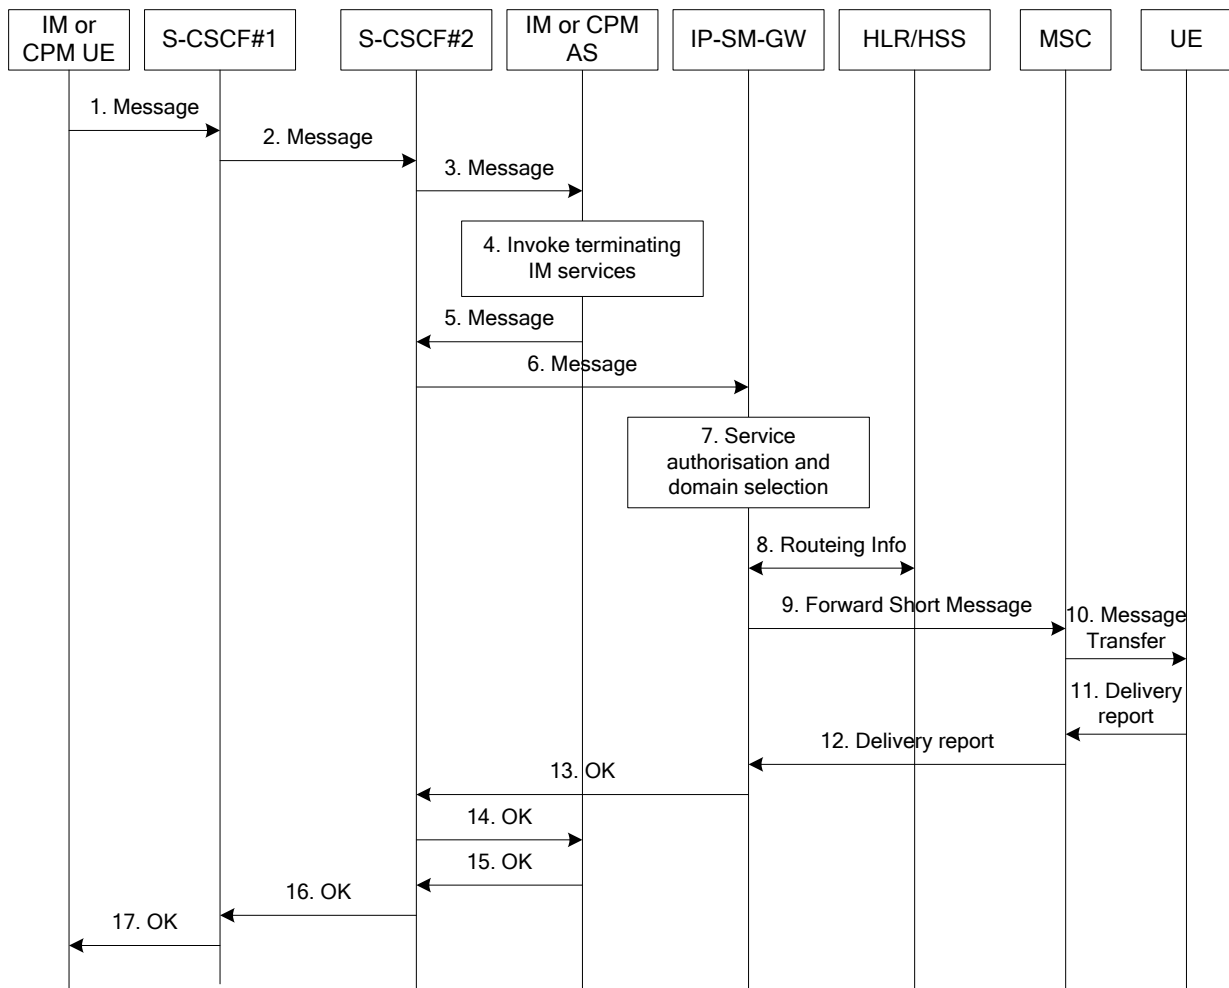 IM or
CPM UE
S-CSCF#1
S-CSCF#2
IM or CPM
AS
IP-SM-GW
HLR/HSS
MSC
UE
1. Message
2. Message
3. Message
4. Invoke terminating
IM services
5. Message
6. Message
7. Service
authorisation and
domain selection
8. Routeing Info
9. Forward Short Message
10. Message
Transfer
11. Delivery
report
12. Delivery report
13. OK
14. OK
15. OK
16. OK
17. OK